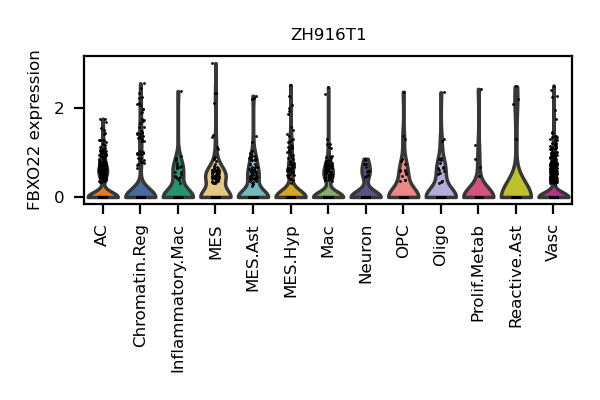 ZH916T1
FBXO22 expression
2
0
AC
Chromatin.Reg
Inflammatory.Mac
MES
MES.Ast
MES.Hyp
Mac
Neuron
OPC
Oligo
Prolif.Metab
Reactive.Ast
Vasc